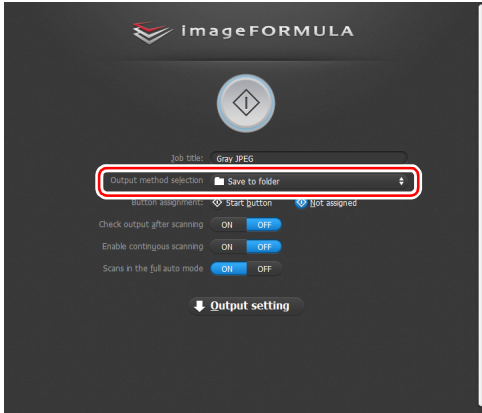 imageFORMULA
Job title: Gray JPEG
Output method selection Save to folder
Button assignment: Start button Not assigned
Check output after scanning ON OFF
Enable continuous scanning ON OFF
Scans in the full auto mode ON OFF
Output setting